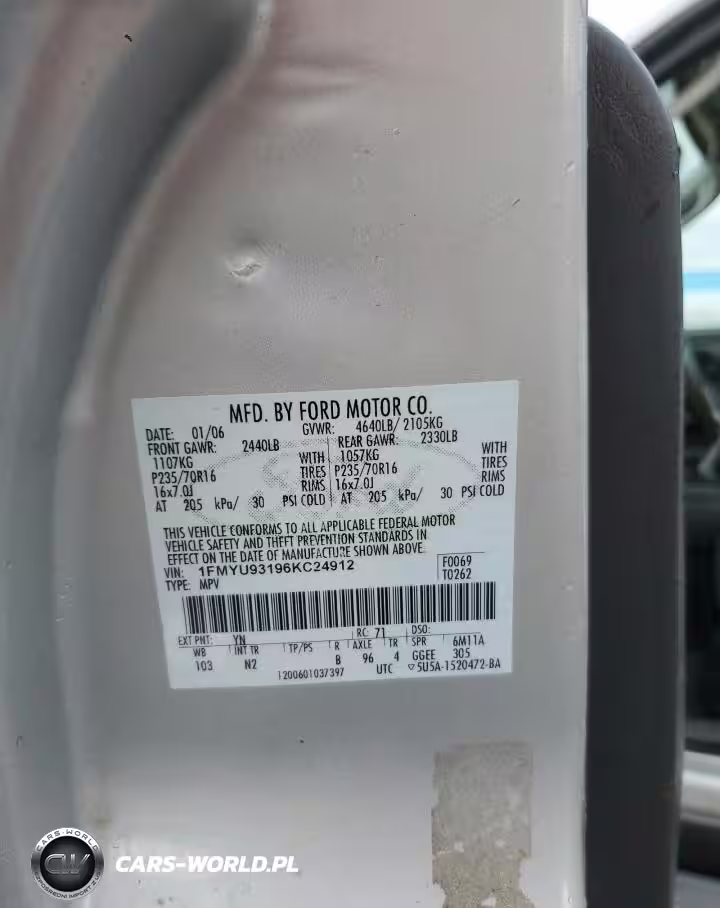 MFD. BY FORD MOTOR CO.
DATE: 01/06 GVWR: 4640LB/ 2105KG
FRONT GAWR: 2440LB REAR GAWR: 2330LB
1107KG WITH 1057KG WITH
P235/70R16 TIRES P235/70R16 TIRES
16x7.0J RIMS 16x7.0J RIMS
AT 205 kPa/ 30 PSI COLD AT 205 kPa/ 30 PSI COLD
THIS VEHICLE CONFORMS TO ALL APPLICABLE FEDERAL MOTOR
VEHICLE SAFETY AND THEFT PREVENTION STANDARDS IN
EFFECT ON THE DATE OF MANUFACTURE SHOWN ABOVE.
VIN: 1FMYU93196KC24912 F0069
TYPE: MPV T0262
EXT PNT: YN RC: 71 DSO:
WB INT TR TP/PS R AXLE TR SPR 6M11A
103 N2 B 96 4 GGEE 305
1200601037397 UTC ▽5U5A-1520472-BA
CARS-WORLD
CW
CARS-WORLD.PL